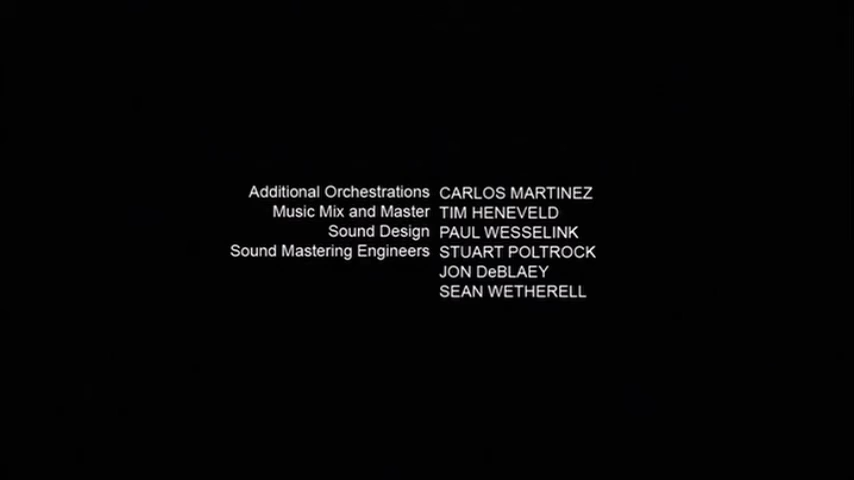 Additional Orchestrations CARLOS MARTINEZ
Music Mix and Master TIM HENEVELD
Sound Design PAUL WESSELINK
Sound Mastering Engineers STUART POLTROCK
JON DeBLAEY
SEAN WETHERELL